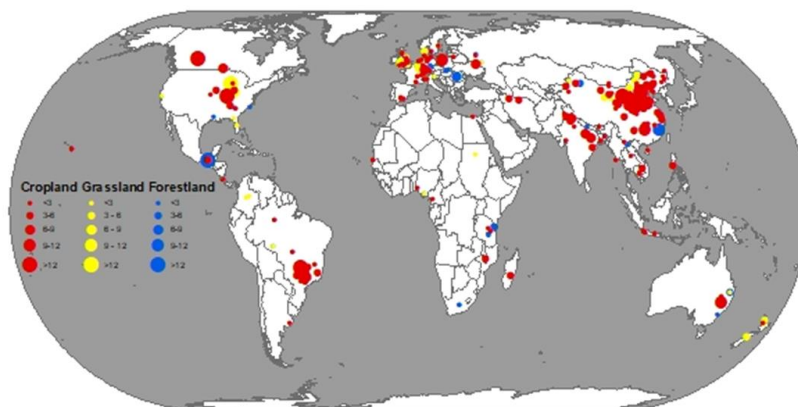 Cropland Grassland Forestland
<3 <3 <3
3-6 3 - 6 3-6
6-9 6 - 9 6-9
9-12 9 - 12 9-12
>12 >12 >12